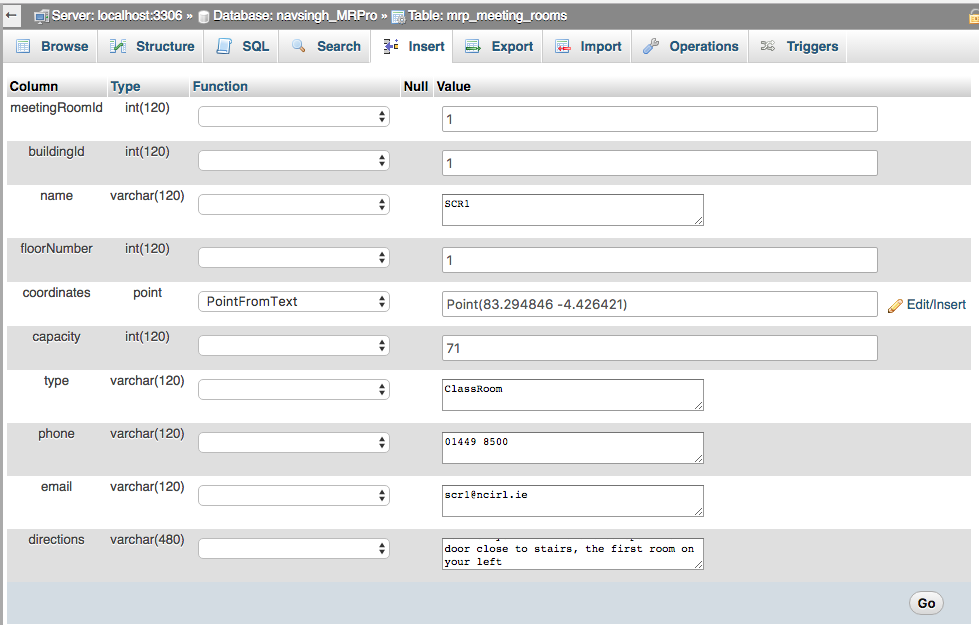 Server: localhost:3306 » Database: navsingh_MRPro » Table: mrp_meeting_rooms
Browse Structure SQL Search Insert Export Import Operations Triggers
Column Type Function Null Value
meetingRoomId int(120) 1
buildingId int(120) 1
name varchar(120) SCR1
floorNumber int(120) 1
coordinates point PointFromText Point(83.294846 -4.426421) Edit/Insert
capacity int(120) 71
type varchar(120) ClassRoom
phone varchar(120) 01449 8500
email varchar(120) scr1@ncirl.ie
directions varchar(480) door close to stairs, the first room on
your left
Go